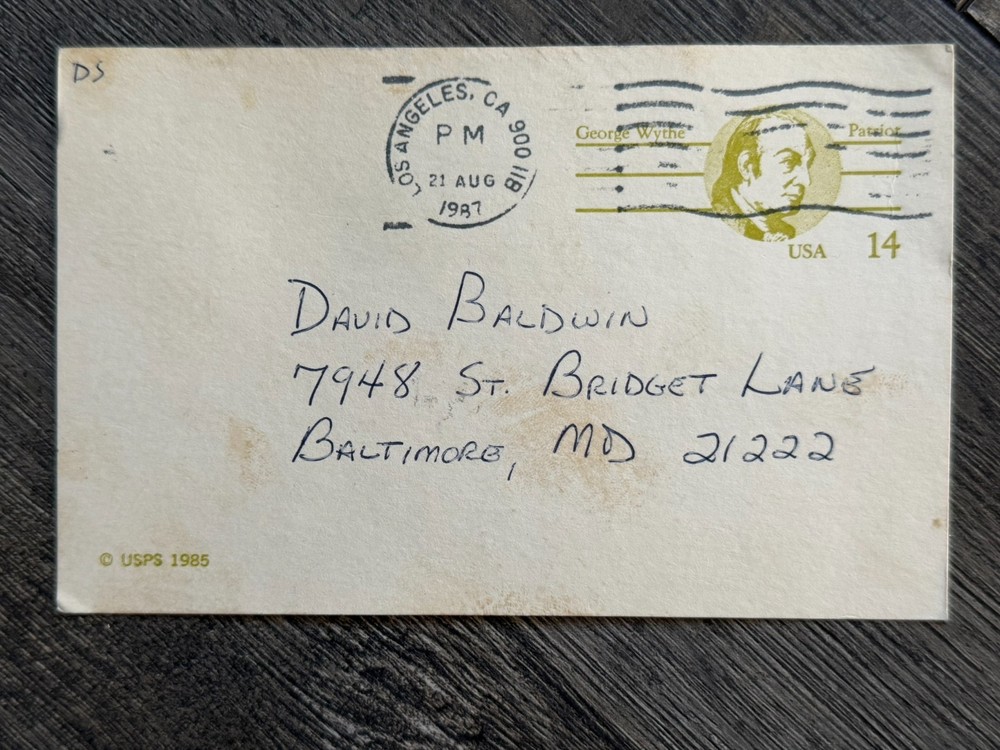 DS
LOS ANGELES, CA 900 118
PM
21 AUG
1987
George Wythe Patriot
USA 14
DAVID BALDWIN
7948 ST. BRIDGET LANE
BALTIMORE, MD 21222
© USPS 1985